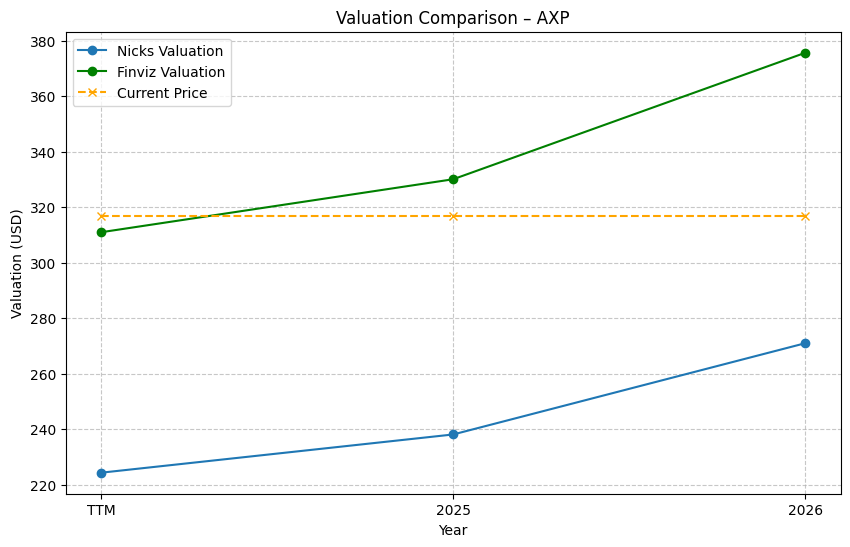 Valuation Comparison – AXP
Nicks Valuation
Finviz Valuation
Current Price
Valuation (USD)
380
360
340
320
300
280
260
240
220
TTM
2025
2026
Year